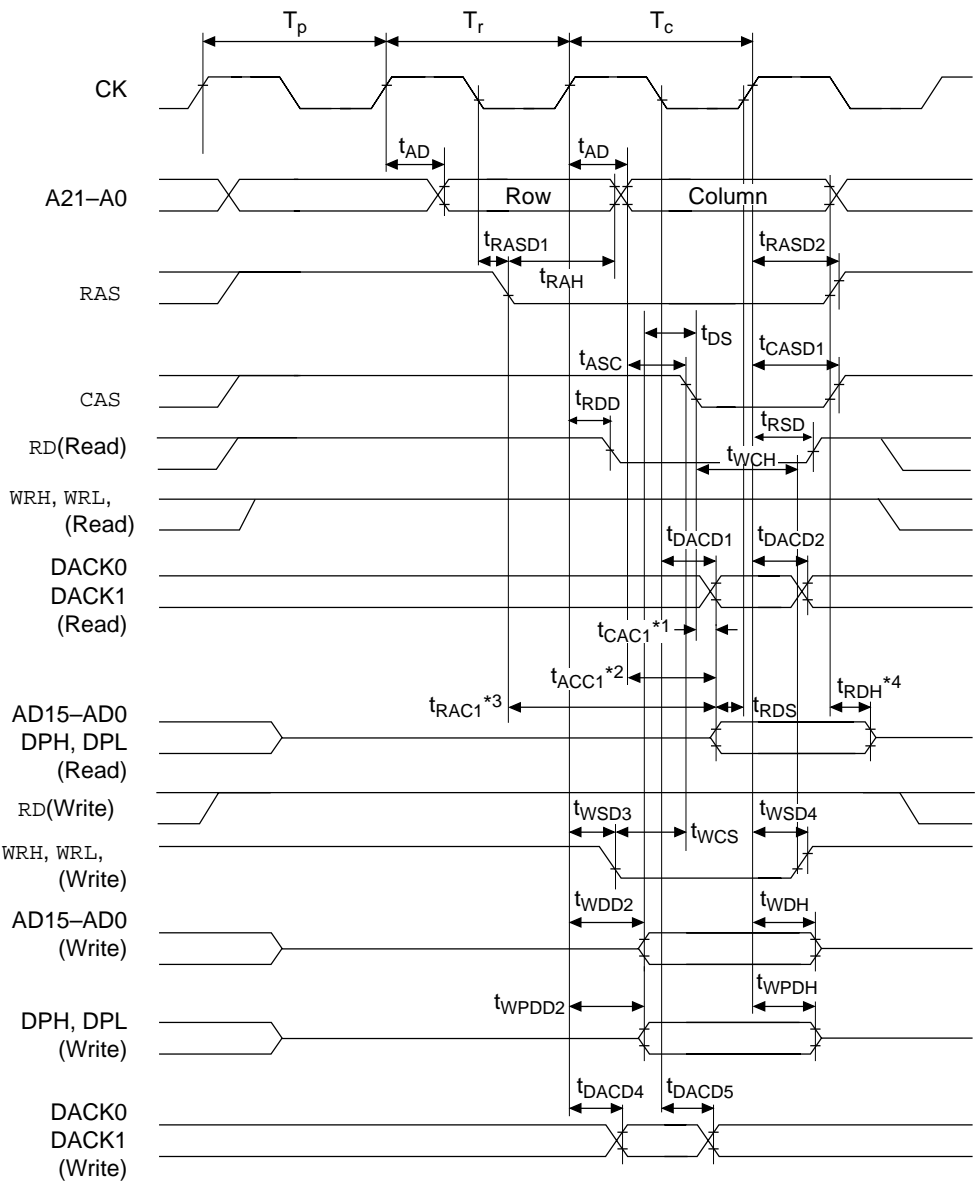 Tp Tr Tc
CK
tAD tAD
A21–A0 Row Column
tRASD1 tRASD2
tRAH
RAS
tDS
tASC tCASD1
CAS
tRDD tRSD
RD(Read)
tWCH
WRH, WRL,
(Read)
tDACD1 tDACD2
DACK0
DACK1
(Read)
tCAC1*1
tACC1*2
tRAC1*3 tRDS tRDH*4
AD15–AD0
DPH, DPL
(Read)
RD(Write)
tWSD3 tWCS tWSD4
WRH, WRL,
(Write)
tWDD2 tWDH
AD15–AD0
(Write)
tWPDD2 tWPDH
DPH, DPL
(Write)
tDACD4 tDACD5
DACK0
DACK1
(Write)